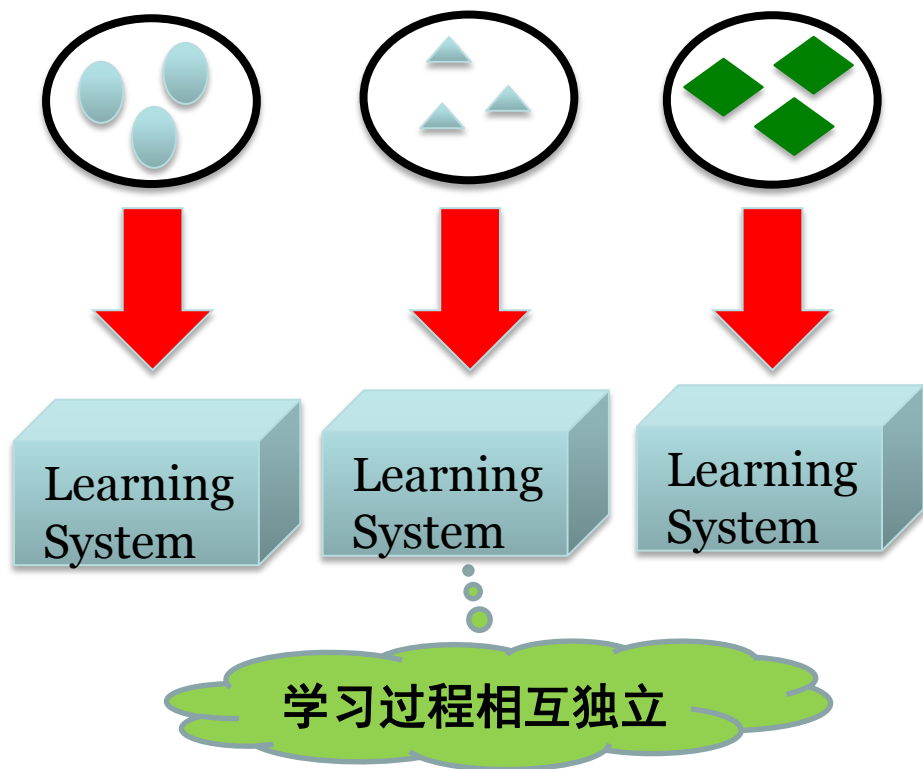 Learning
System
Learning
System
Learning
System
学习过程相互独立